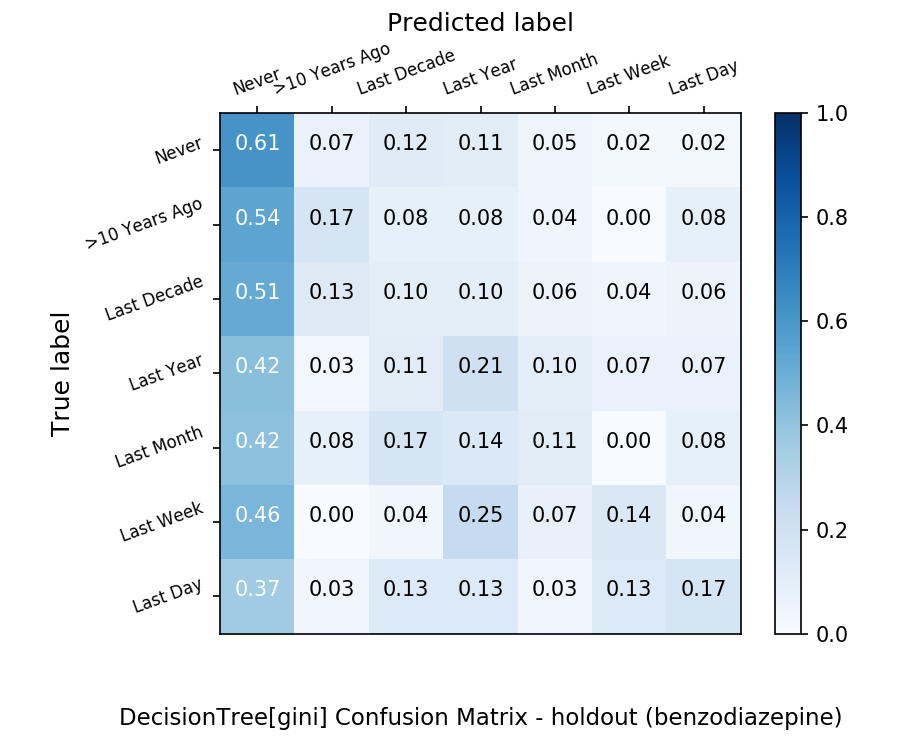 Predicted label
Never >10 Years Ago Last Decade Last Year Last Month Last Week Last Day
True label
Never 0.61 0.07 0.12 0.11 0.05 0.02 0.02
>10 Years Ago 0.54 0.17 0.08 0.08 0.04 0.00 0.08
Last Decade 0.51 0.13 0.10 0.10 0.06 0.04 0.06
Last Year 0.42 0.03 0.11 0.21 0.10 0.07 0.07
Last Month 0.42 0.08 0.17 0.14 0.11 0.00 0.08
Last Week 0.46 0.00 0.04 0.25 0.07 0.14 0.04
Last Day 0.37 0.03 0.13 0.13 0.03 0.13 0.17
1.0
0.8
0.6
0.4
0.2
0.0
DecisionTree[gini] Confusion Matrix - holdout (benzodiazepine)